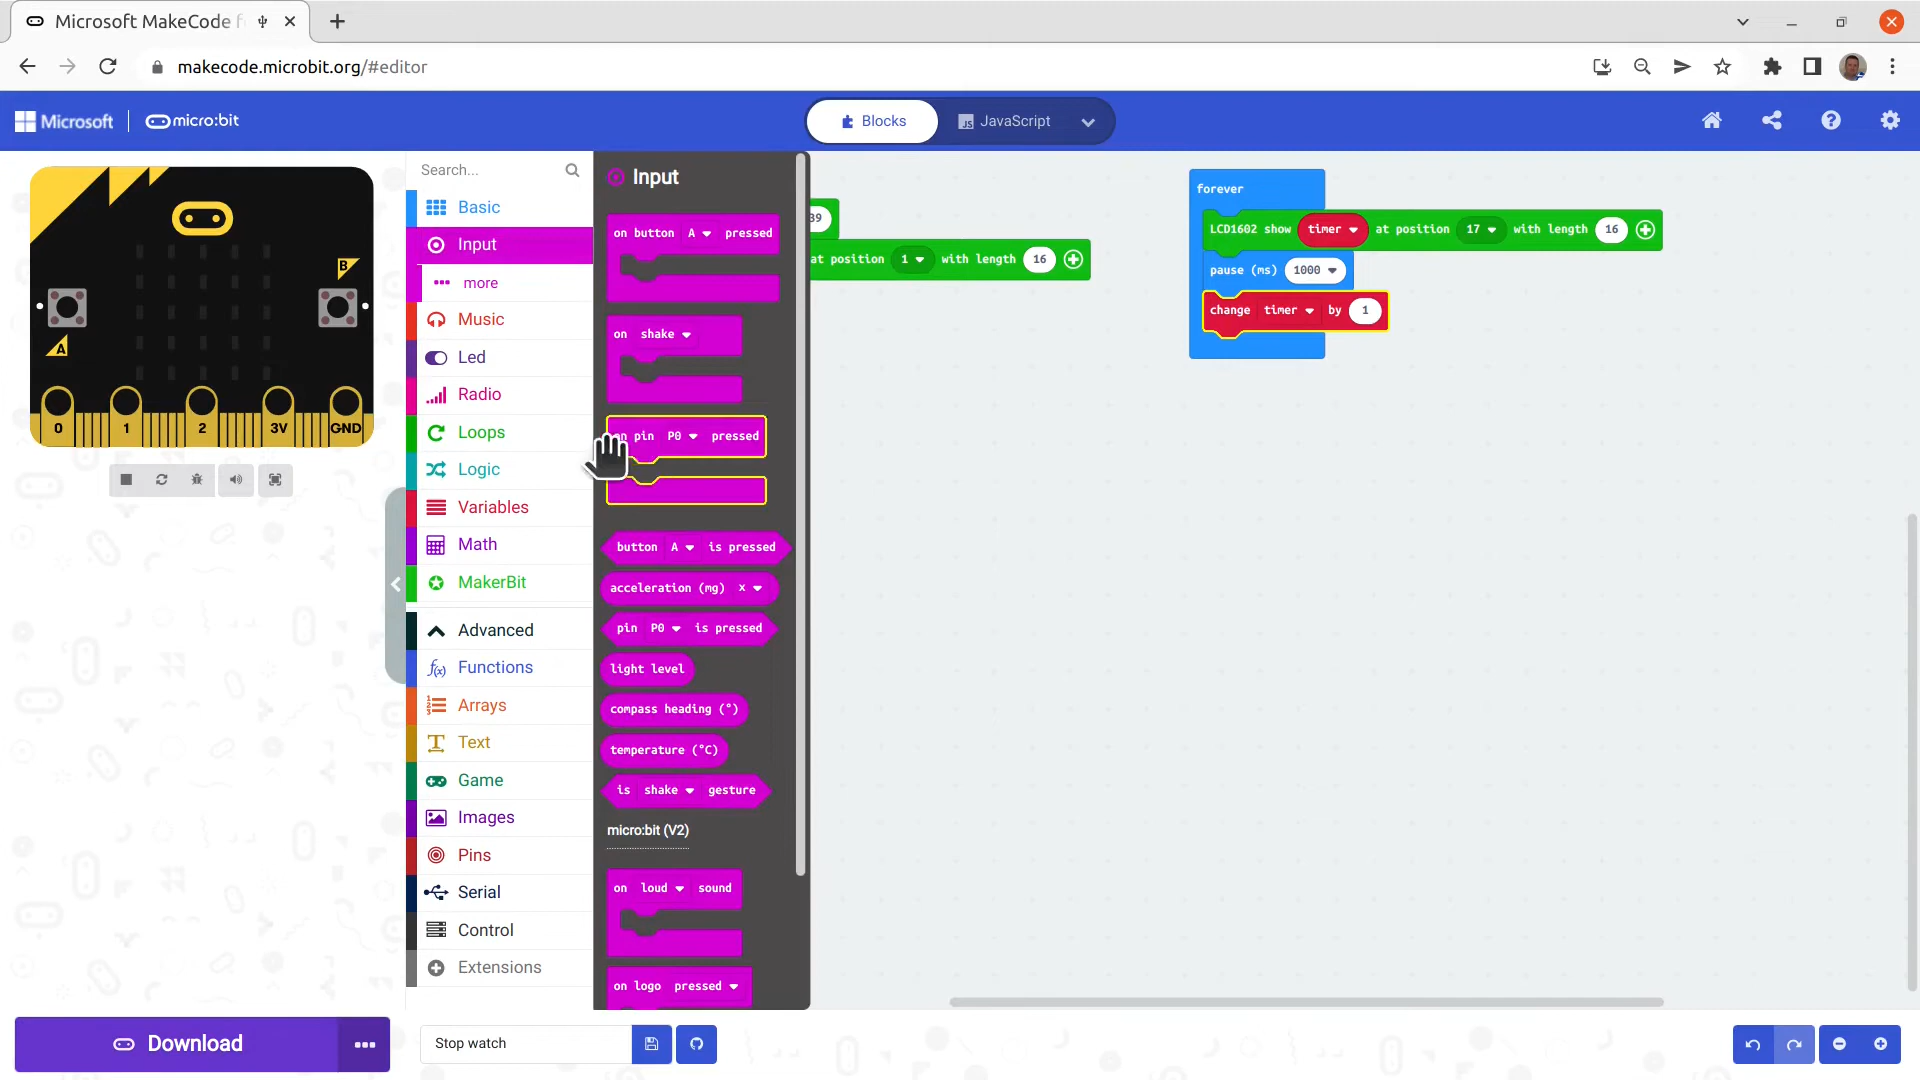 Microsoft MakeCode f
makecode.microbit.org/#editor
Microsoft
micro:bit
Blocks
JS JavaScript
B
A
0 1 2 3V GND
Search...
Basic
Input
more
Music
Led
Radio
Loops
Logic
Variables
Math
MakerBit
Advanced
f(x) Functions
Arrays
Text
Game
Images
Pins
Serial
Control
Extensions
Input
on button A pressed
on shake
on pin P0 pressed
button A is pressed
acceleration (mg) x
pin P0 is pressed
light level
compass heading (°)
temperature (°C)
is shake gesture
micro:bit (V2)
on loud sound
on logo pressed
39
at position 1 with length 16
forever
LCD1602 show timer at position 17 with length 16
pause (ms) 1000
change timer by 1
Download
Stop watch